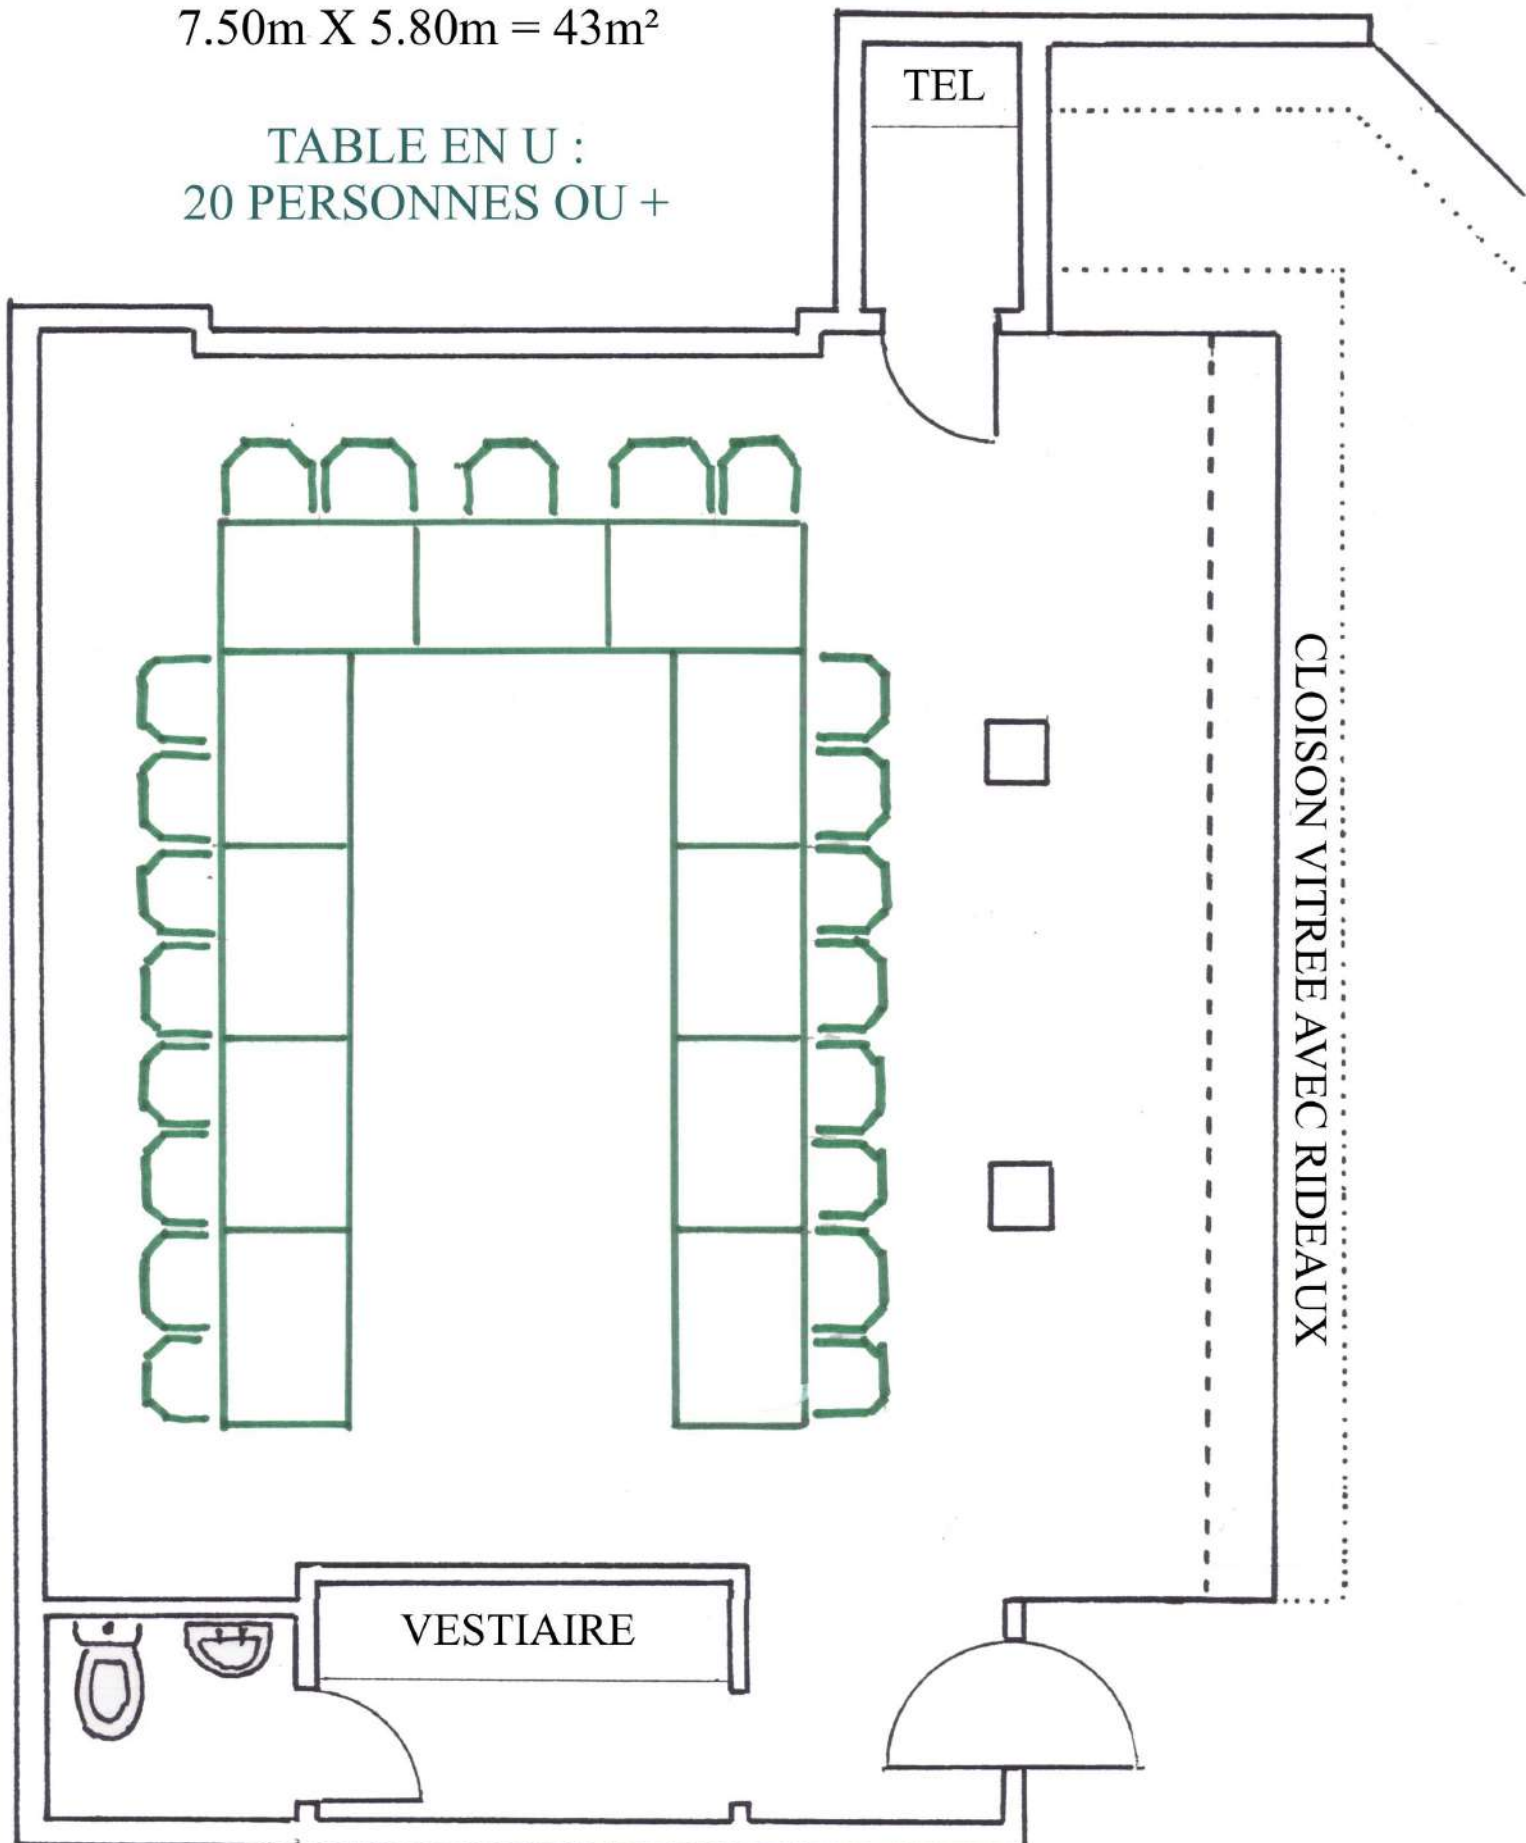 7.50m X 5.80m = 43m²
TEL
TABLE EN U :
20 PERSONNES OU +
CLOISON VITREE AVEC RIDEAUX
VESTIAIRE